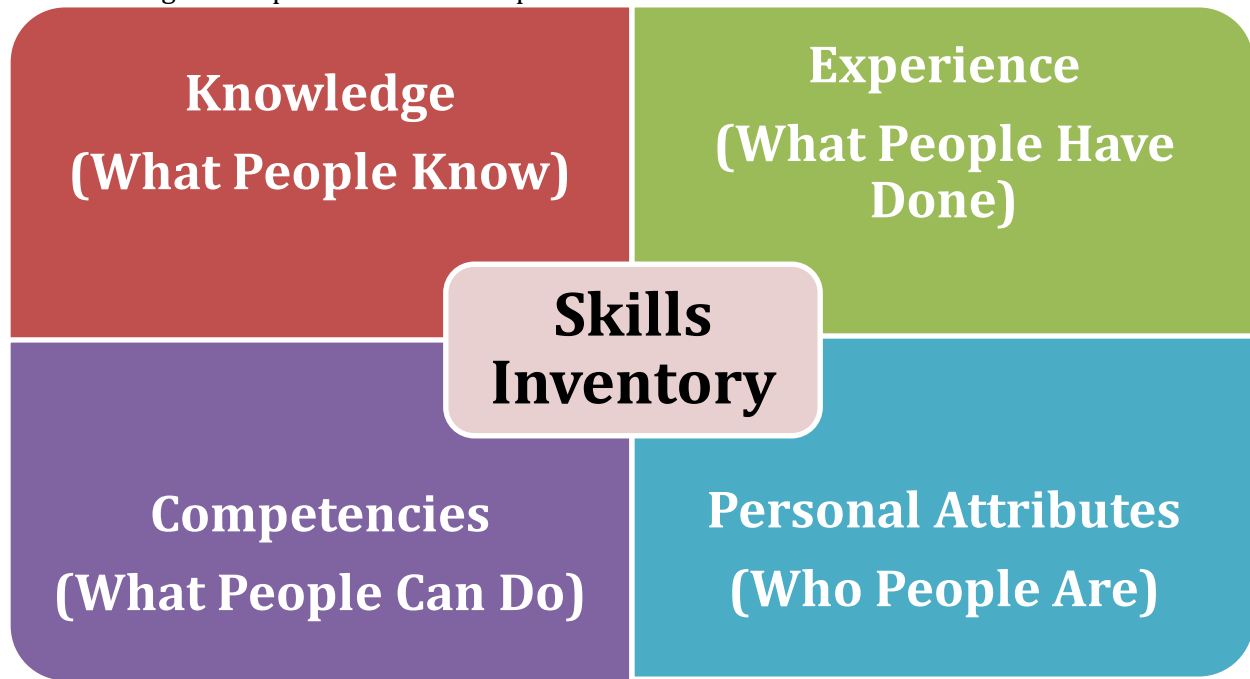 Knowledge
(What People Know)
Experience
(What People Have
Done)
Skills
Inventory
Competencies
(What People Can Do)
Personal Attributes
(Who People Are)